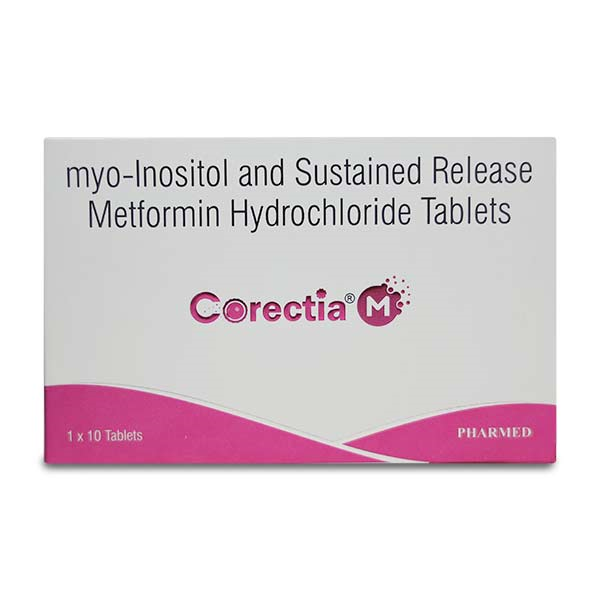 myo-Inositol and Sustained Release
Metformin Hydrochloride Tablets
Corectia® M
1 x 10 Tablets
PHARMED